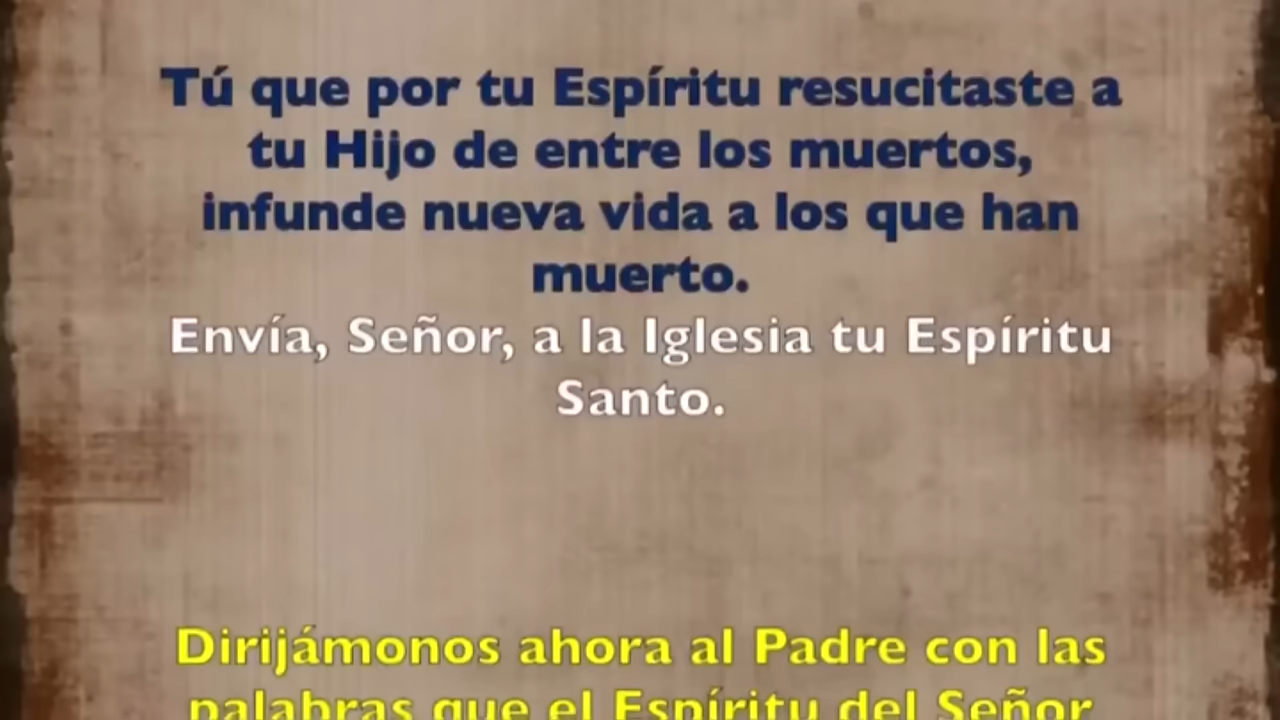 Tú que por tu Espíritu resucitaste a
tu Hijo de entre los muertos,
infunde nueva vida a los que han
muerto.
Envía, Señor, a la Iglesia tu Espíritu
Santo.
Dirijámonos ahora al Padre con las
palabras que el Espíritu del Señor